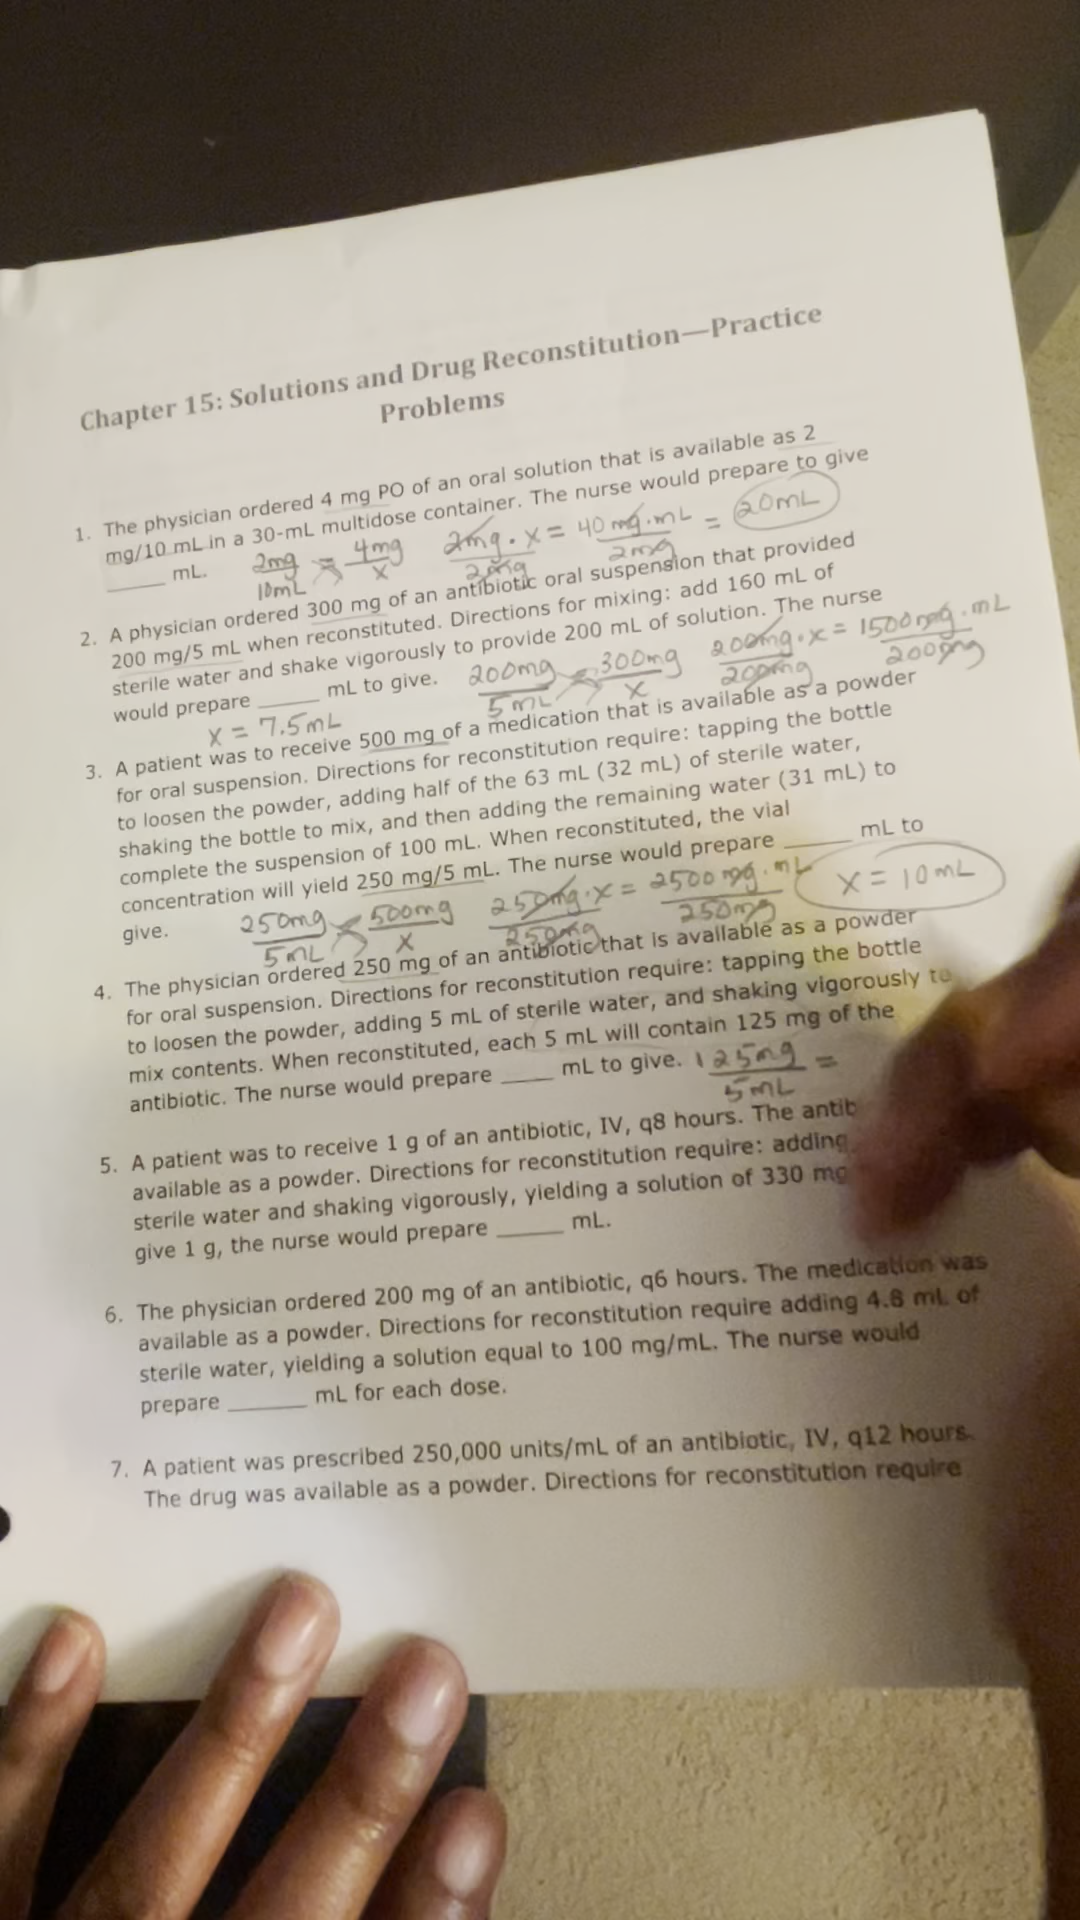 Chapter 15: Solutions and Drug Reconstitution—Practice
Problems
1. The physician ordered 4 mg PO of an oral solution that is available as 2
mg/10 mL in a 30-mL multidose container. The nurse would prepare to give
____ mL.
2mg/10mL = 4mg/x 2mg · x/2mg = 40 mg·mL/2mg = 20mL
2. A physician ordered 300 mg of an antibiotic oral suspension that provided
200 mg/5 mL when reconstituted. Directions for mixing: add 160 mL of
sterile water and shake vigorously to provide 200 mL of solution. The nurse
would prepare ____ mL to give.
200mg/5mL = 300mg/x 200mg·x/200mg = 1500mg·mL/200mg
x = 7.5mL
3. A patient was to receive 500 mg of a medication that is available as a powder
for oral suspension. Directions for reconstitution require: tapping the bottle
to loosen the powder, adding half of the 63 mL (32 mL) of sterile water,
shaking the bottle to mix, and then adding the remaining water (31 mL) to
complete the suspension of 100 mL. When reconstituted, the vial
concentration will yield 250 mg/5 mL. The nurse would prepare ____ mL to
give.
250mg/5mL 500mg/x 250mg·x/250mg = 2500mg·mL/250mg x = 10mL
4. The physician ordered 250 mg of an antibiotic that is available as a powder
for oral suspension. Directions for reconstitution require: tapping the bottle
to loosen the powder, adding 5 mL of sterile water, and shaking vigorously to
mix contents. When reconstituted, each 5 mL will contain 125 mg of the
antibiotic. The nurse would prepare ____ mL to give.
125mg/5mL =
5. A patient was to receive 1 g of an antibiotic, IV, q8 hours. The antib
available as a powder. Directions for reconstitution require: adding
sterile water and shaking vigorously, yielding a solution of 330 mg
give 1 g, the nurse would prepare ____ mL.
6. The physician ordered 200 mg of an antibiotic, q6 hours. The medication was
available as a powder. Directions for reconstitution require adding 4.8 mL of
sterile water, yielding a solution equal to 100 mg/mL. The nurse would
prepare ____ mL for each dose.
7. A patient was prescribed 250,000 units/mL of an antibiotic, IV, q12 hours.
The drug was available as a powder. Directions for reconstitution require